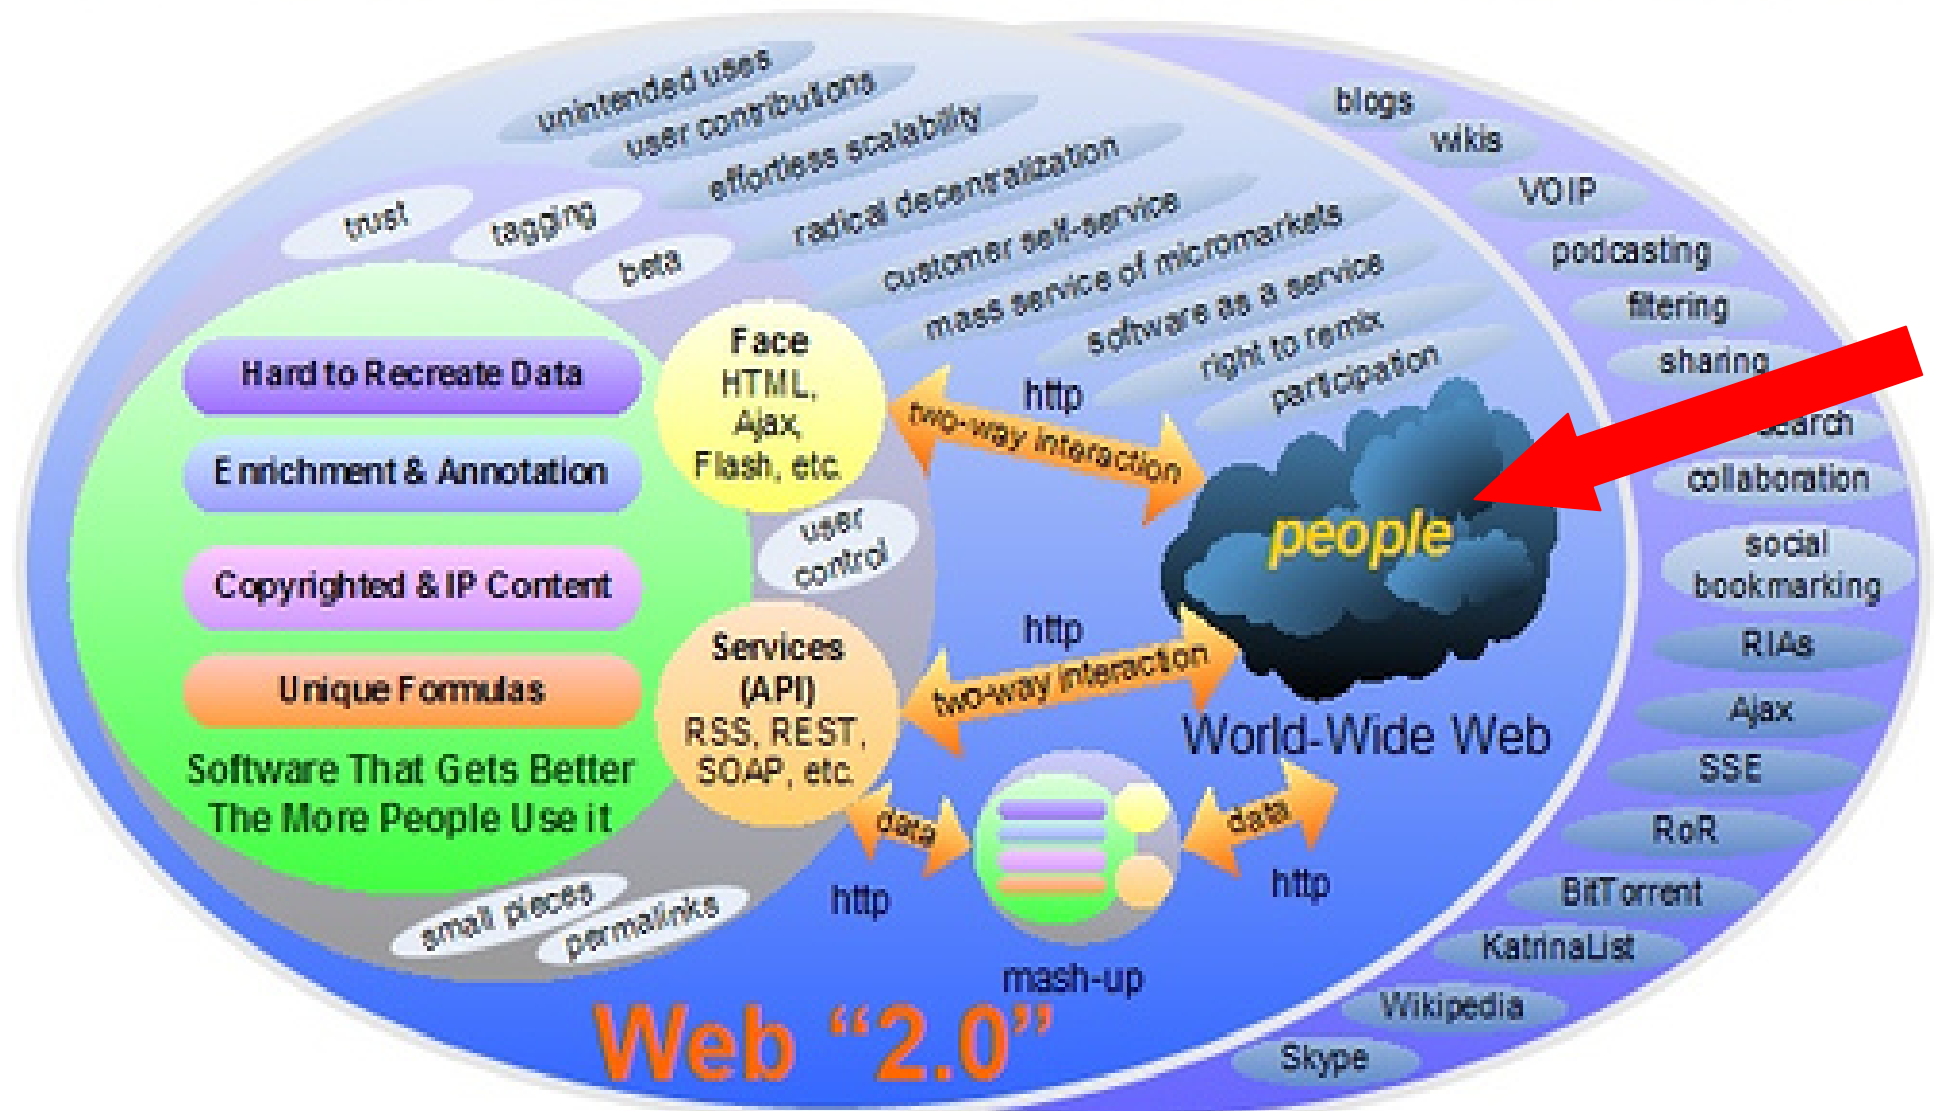 unintended uses
user contributions
effortless scalability
radical decentralization
customer self-service
mass service of micromarkets
software as a service
right to remix
participation
trust
tagging
beta
Hard to Recreate Data
Enrichment & Annotation
Copyrighted & IP Content
Unique Formulas
Software That Gets Better
The More People Use it
Face
HTML,
Ajax,
Flash, etc.
user
control
Services
(API)
RSS, REST,
SOAP, etc.
small pieces
permalinks
http
two-way interaction
people
http
two-way interaction
World-Wide Web
data
http
mash-up
data
http
Web “2.0”
blogs
wikis
VOIP
podcasting
filtering
sharing
collaboration
social
bookmarking
RIAs
Ajax
SSE
RoR
BitTorrent
KatrinaList
Wikipedia
Skype